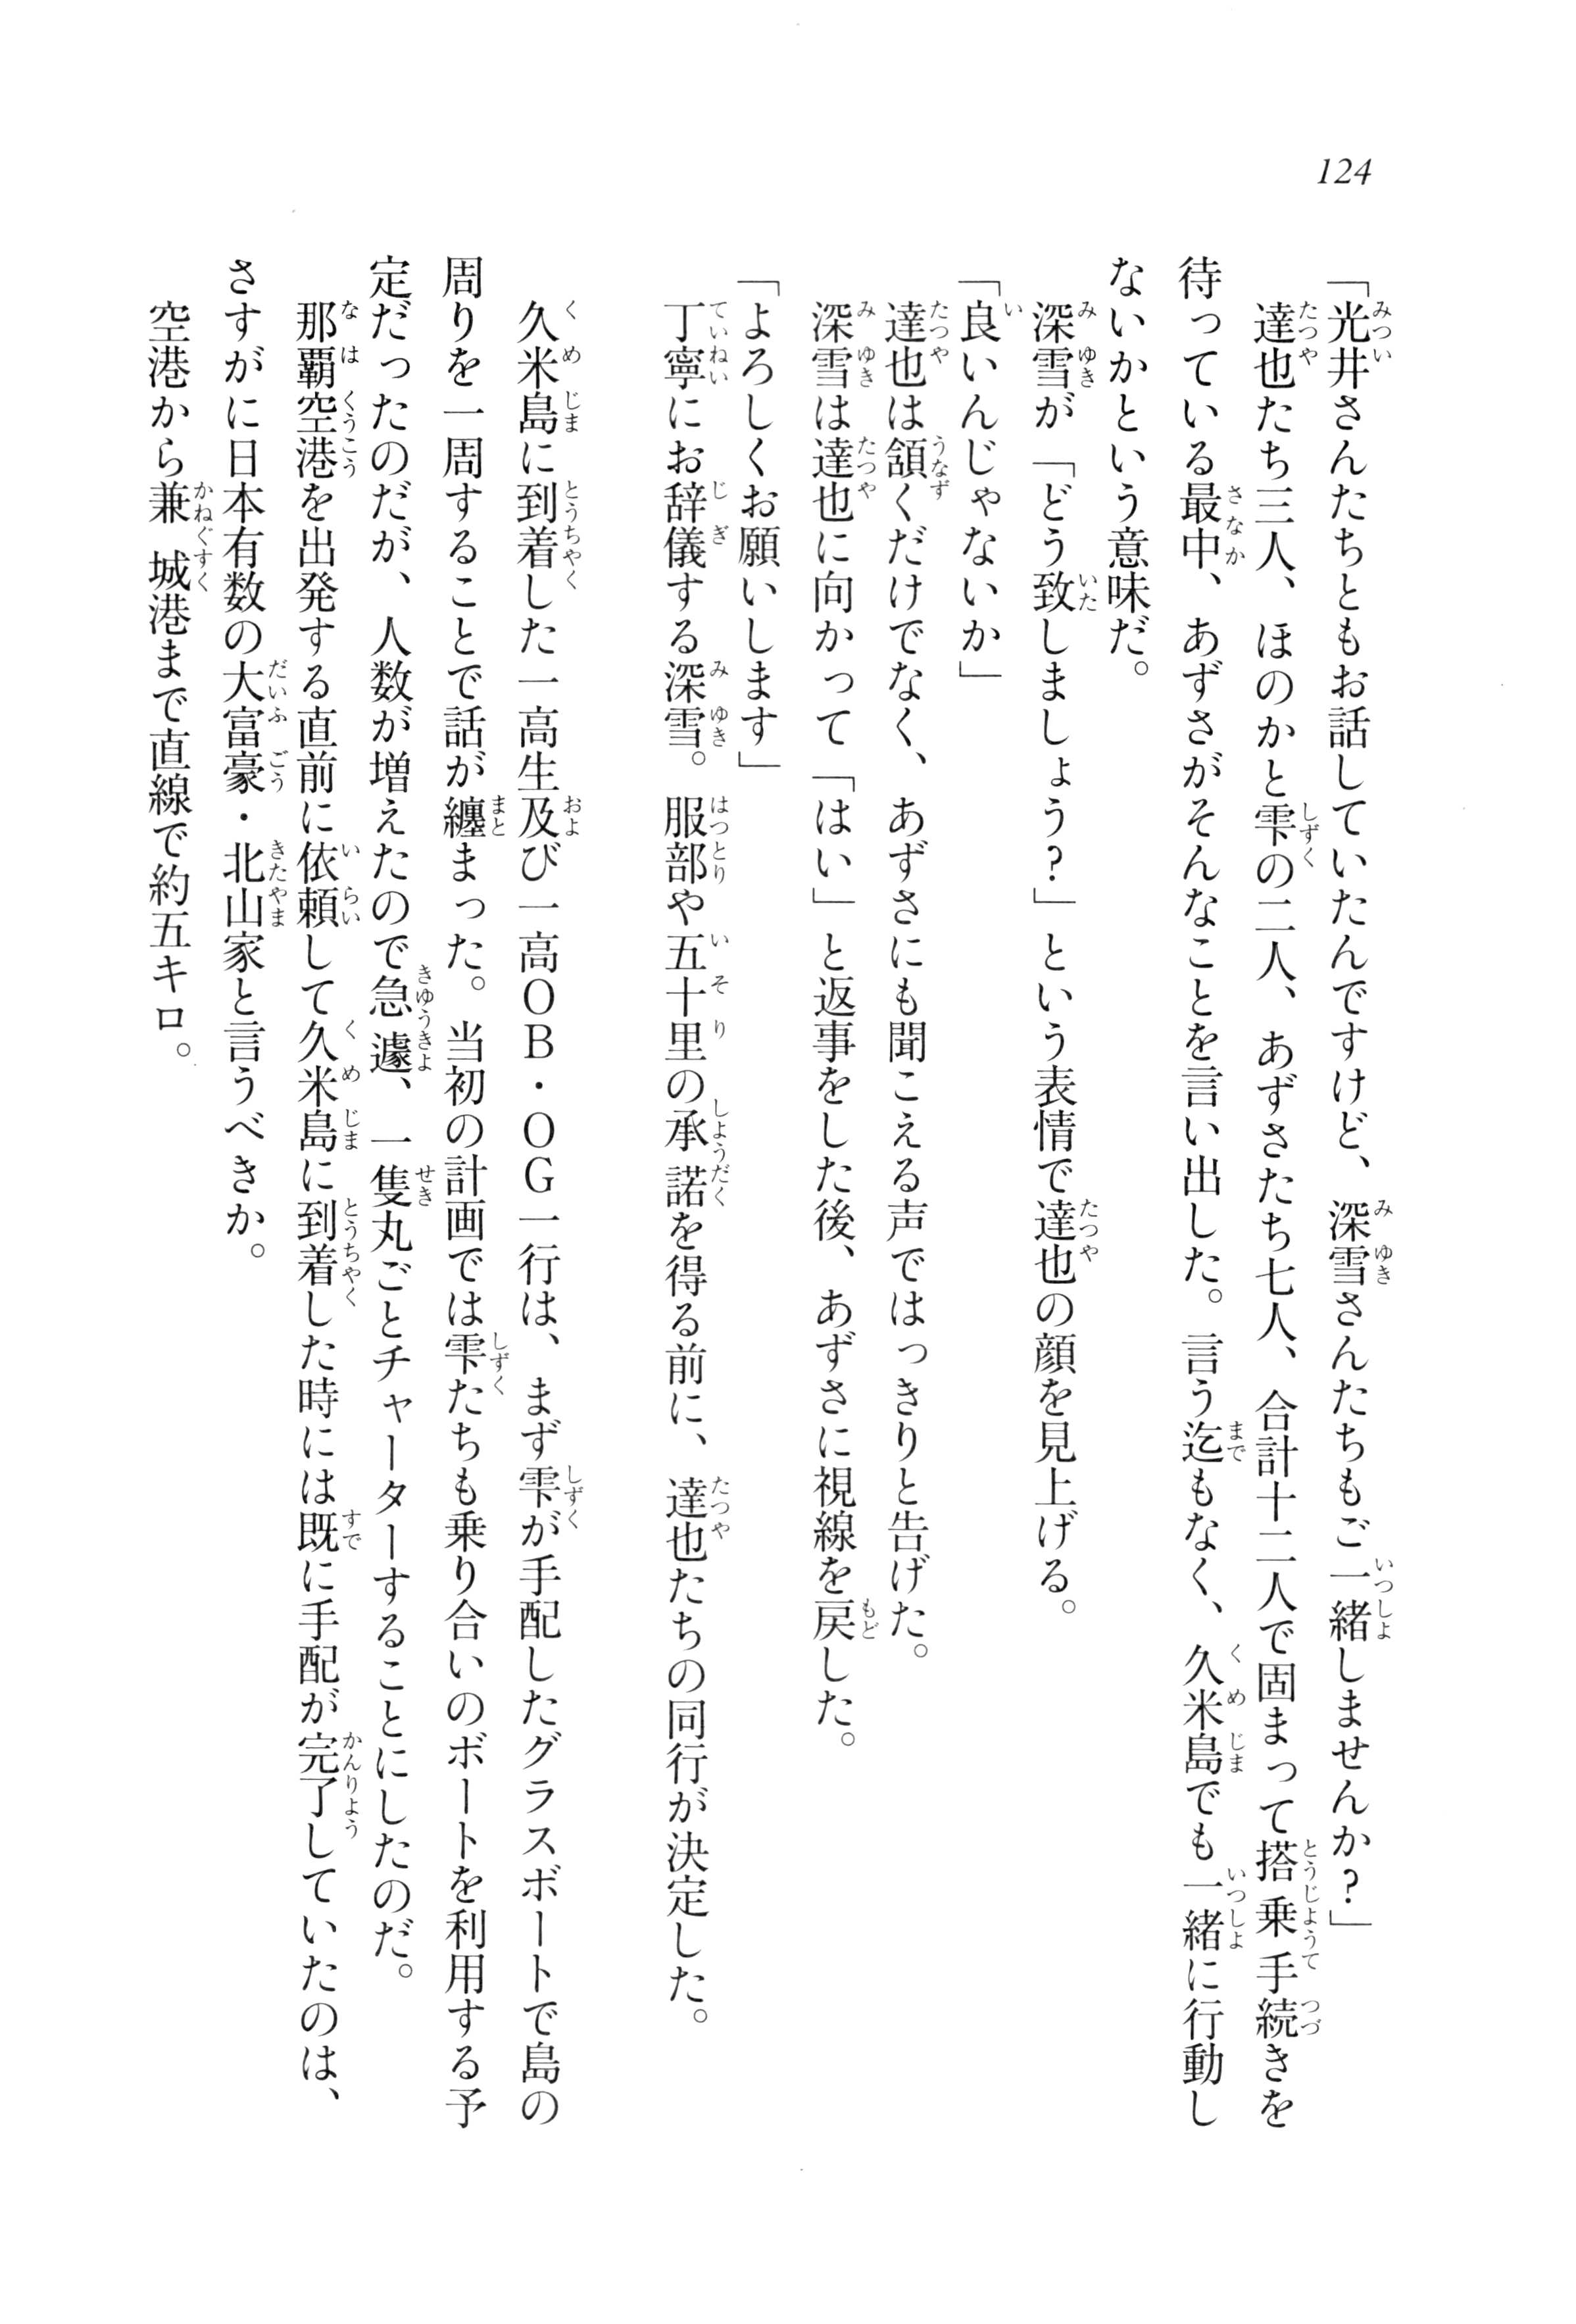 124
「光井さんたちともお話していたんですけど、深雪さんたちもご一緒しませんか?」
達也たち三人、ほのかと雫の二人、あずさたち七人、合計十二人で固まって搭乗手続きを
待っている最中、あずさがそんなことを言い出した。言う迄もなく、久米島でも一緒に行動し
ないかという意味だ。
深雪が「どう致しましょう?」という表情で達也の顔を見上げる。
「良いんじゃないか」
達也は頷くだけでなく、あずさにも聞こえる声ではっきりと告げた。
深雪は達也に向かって「はい」と返事をした後、あずさに視線を戻した。
「よろしくお願いします」
丁寧にお辞儀する深雪。服部や五十里の承諾を得る前に、達也たちの同行が決定した。
久米島に到着した一高生及び一高OB・OG一行は、まず雫が手配したグラスボートで島の
周りを一周することで話が纏まった。当初の計画では雫たちも乗り合いのボートを利用する予
定だったのだが、人数が増えたので急遽、一隻丸ごとチャーターすることにしたのだ。
那覇空港を出発する直前に依頼して久米島に到着した時には既に手配が完了していたのは、
さすがに日本有数の大富豪・北山家と言うべきか。
空港から兼城港まで直線で約五キロ。